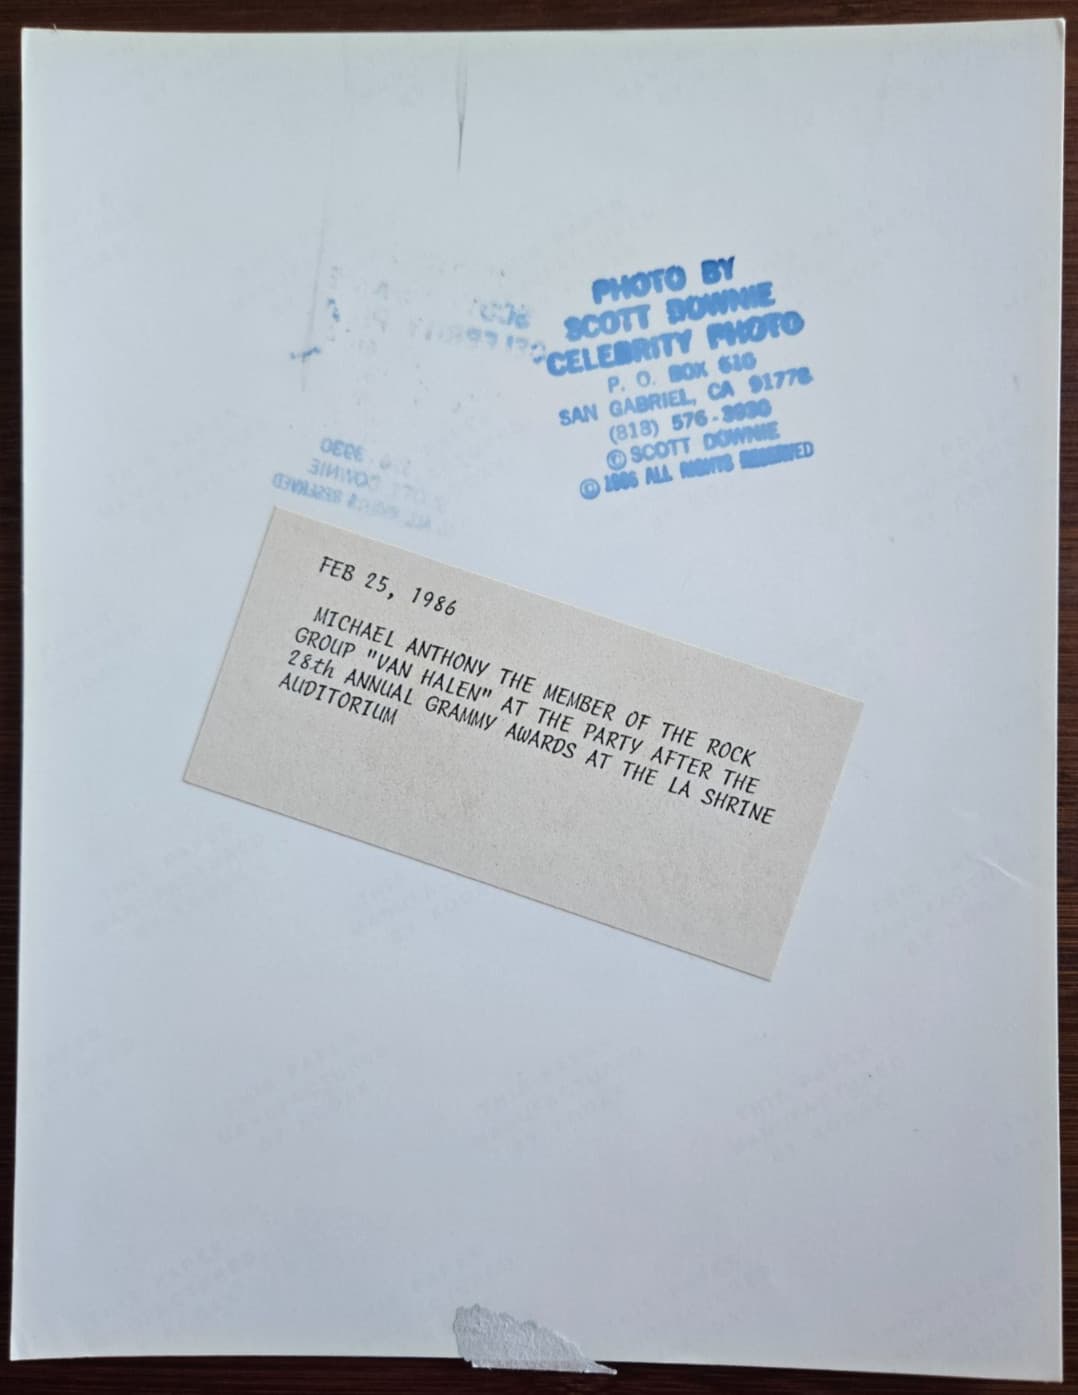 PHOTO BY
SCOTT DOWNIE
CELEBRITY PHOTO
P. O. BOX 510
SAN GABRIEL, CA 91778
(818) 576-3930
© SCOTT DOWNIE
© 1986 ALL RIGHTS RESERVED
FEB 25, 1986
MICHAEL ANTHONY THE MEMBER OF THE ROCK
GROUP "VAN HALEN" AT THE PARTY AFTER THE
28th ANNUAL GRAMMY AWARDS AT THE LA SHRINE
AUDITORIUM